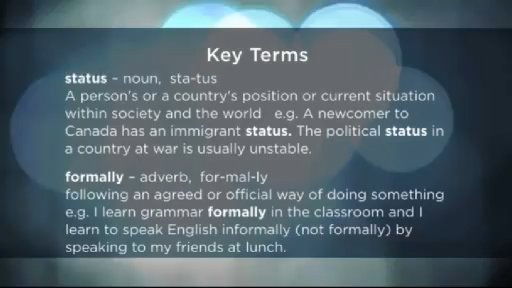 Key Terms
status – noun, sta-tus
A person's or a country's position or current situation
within society and the world e.g. A newcomer to
Canada has an immigrant status. The political status in
a country at war is usually unstable.
formally – adverb, for-mal-ly
following an agreed or official way of doing something
e.g. I learn grammar formally in the classroom and I
learn to speak English informally (not formally) by
speaking to my friends at lunch.